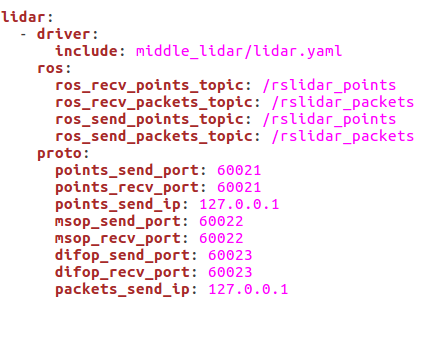 lidar:
  - driver:
      include: middle_lidar/lidar.yaml
    ros:
      ros_recv_points_topic: /rslidar_points
      ros_recv_packets_topic: /rslidar_packets
      ros_send_points_topic: /rslidar_points
      ros_send_packets_topic: /rslidar_packets
    proto:
      points_send_port: 60021
      points_recv_port: 60021
      points_send_ip: 127.0.0.1
      msop_send_port: 60022
      msop_recv_port: 60022
      difop_send_port: 60023
      difop_recv_port: 60023
      packets_send_ip: 127.0.0.1